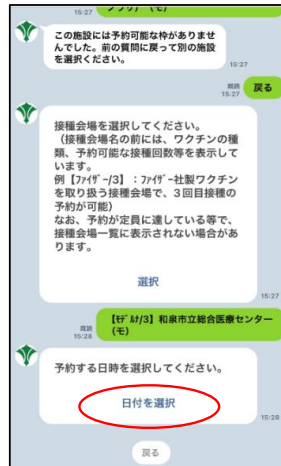 15:27
この施設には予約可能な枠がありませ
んでした。前の質問に戻って別の施設
を選択ください。
15:27
既読
15:27
戻る
接種会場を選択してください。
（接種会場の前には、ワクチンの種
類、予約可能な接種回数等を表示して
います。
例【ﾌｧｲｻﾞｰ/3】：ﾌｧｲｻﾞｰ社製ワクチン
を取り扱う接種会場で、３回目接種の
予約が可能）
なお、予約が定員に達している等で、
接種会場一覧に表示されない場合があ
ります。
選択
15:27
既読
15:28
【ﾓﾃﾞﾙﾅ/3】和泉市立総合医療センター
（モ）
予約する日時を選択してください。
日付を選択
15:28
戻る